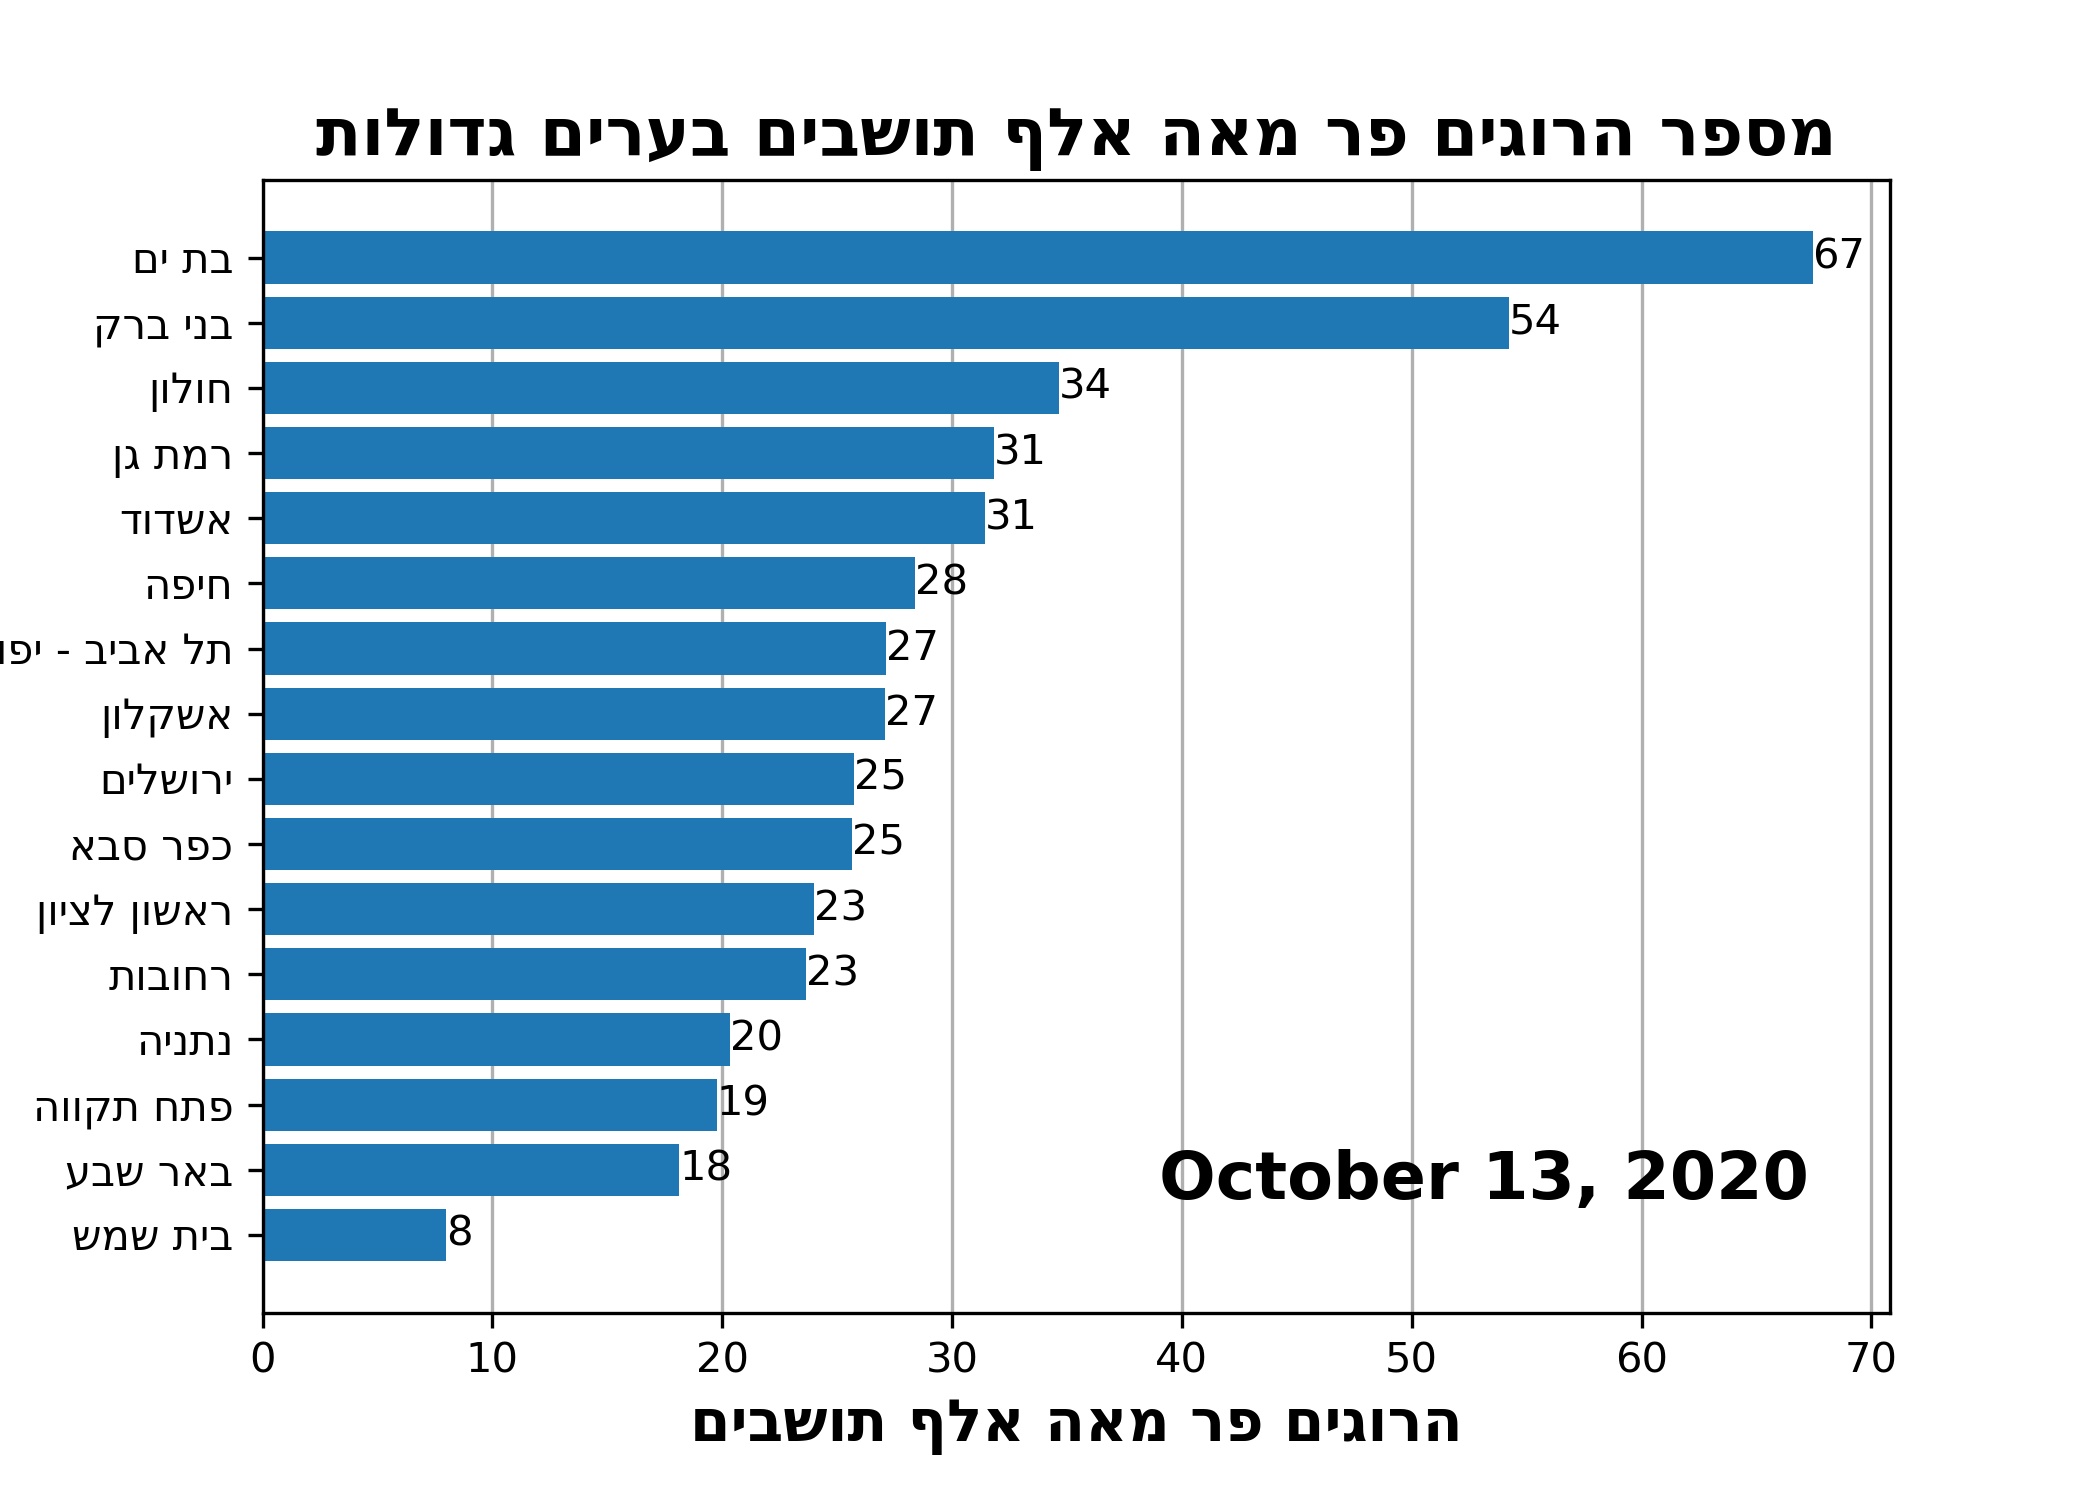 מספר הרוגים פר מאה אלף תושבים בערים גדולות
בת ים 67
בני ברק 54
חולון 34
רמת גן 31
אשדוד 31
חיפה 28
תל אביב - יפו 27
אשקלון 27
ירושלים 25
כפר סבא 25
ראשון לציון 23
רחובות 23
נתניה 20
פתח תקווה 19
באר שבע 18
בית שמש 8
October 13, 2020
0 10 20 30 40 50 60 70
הרוגים פר מאה אלף תושבים